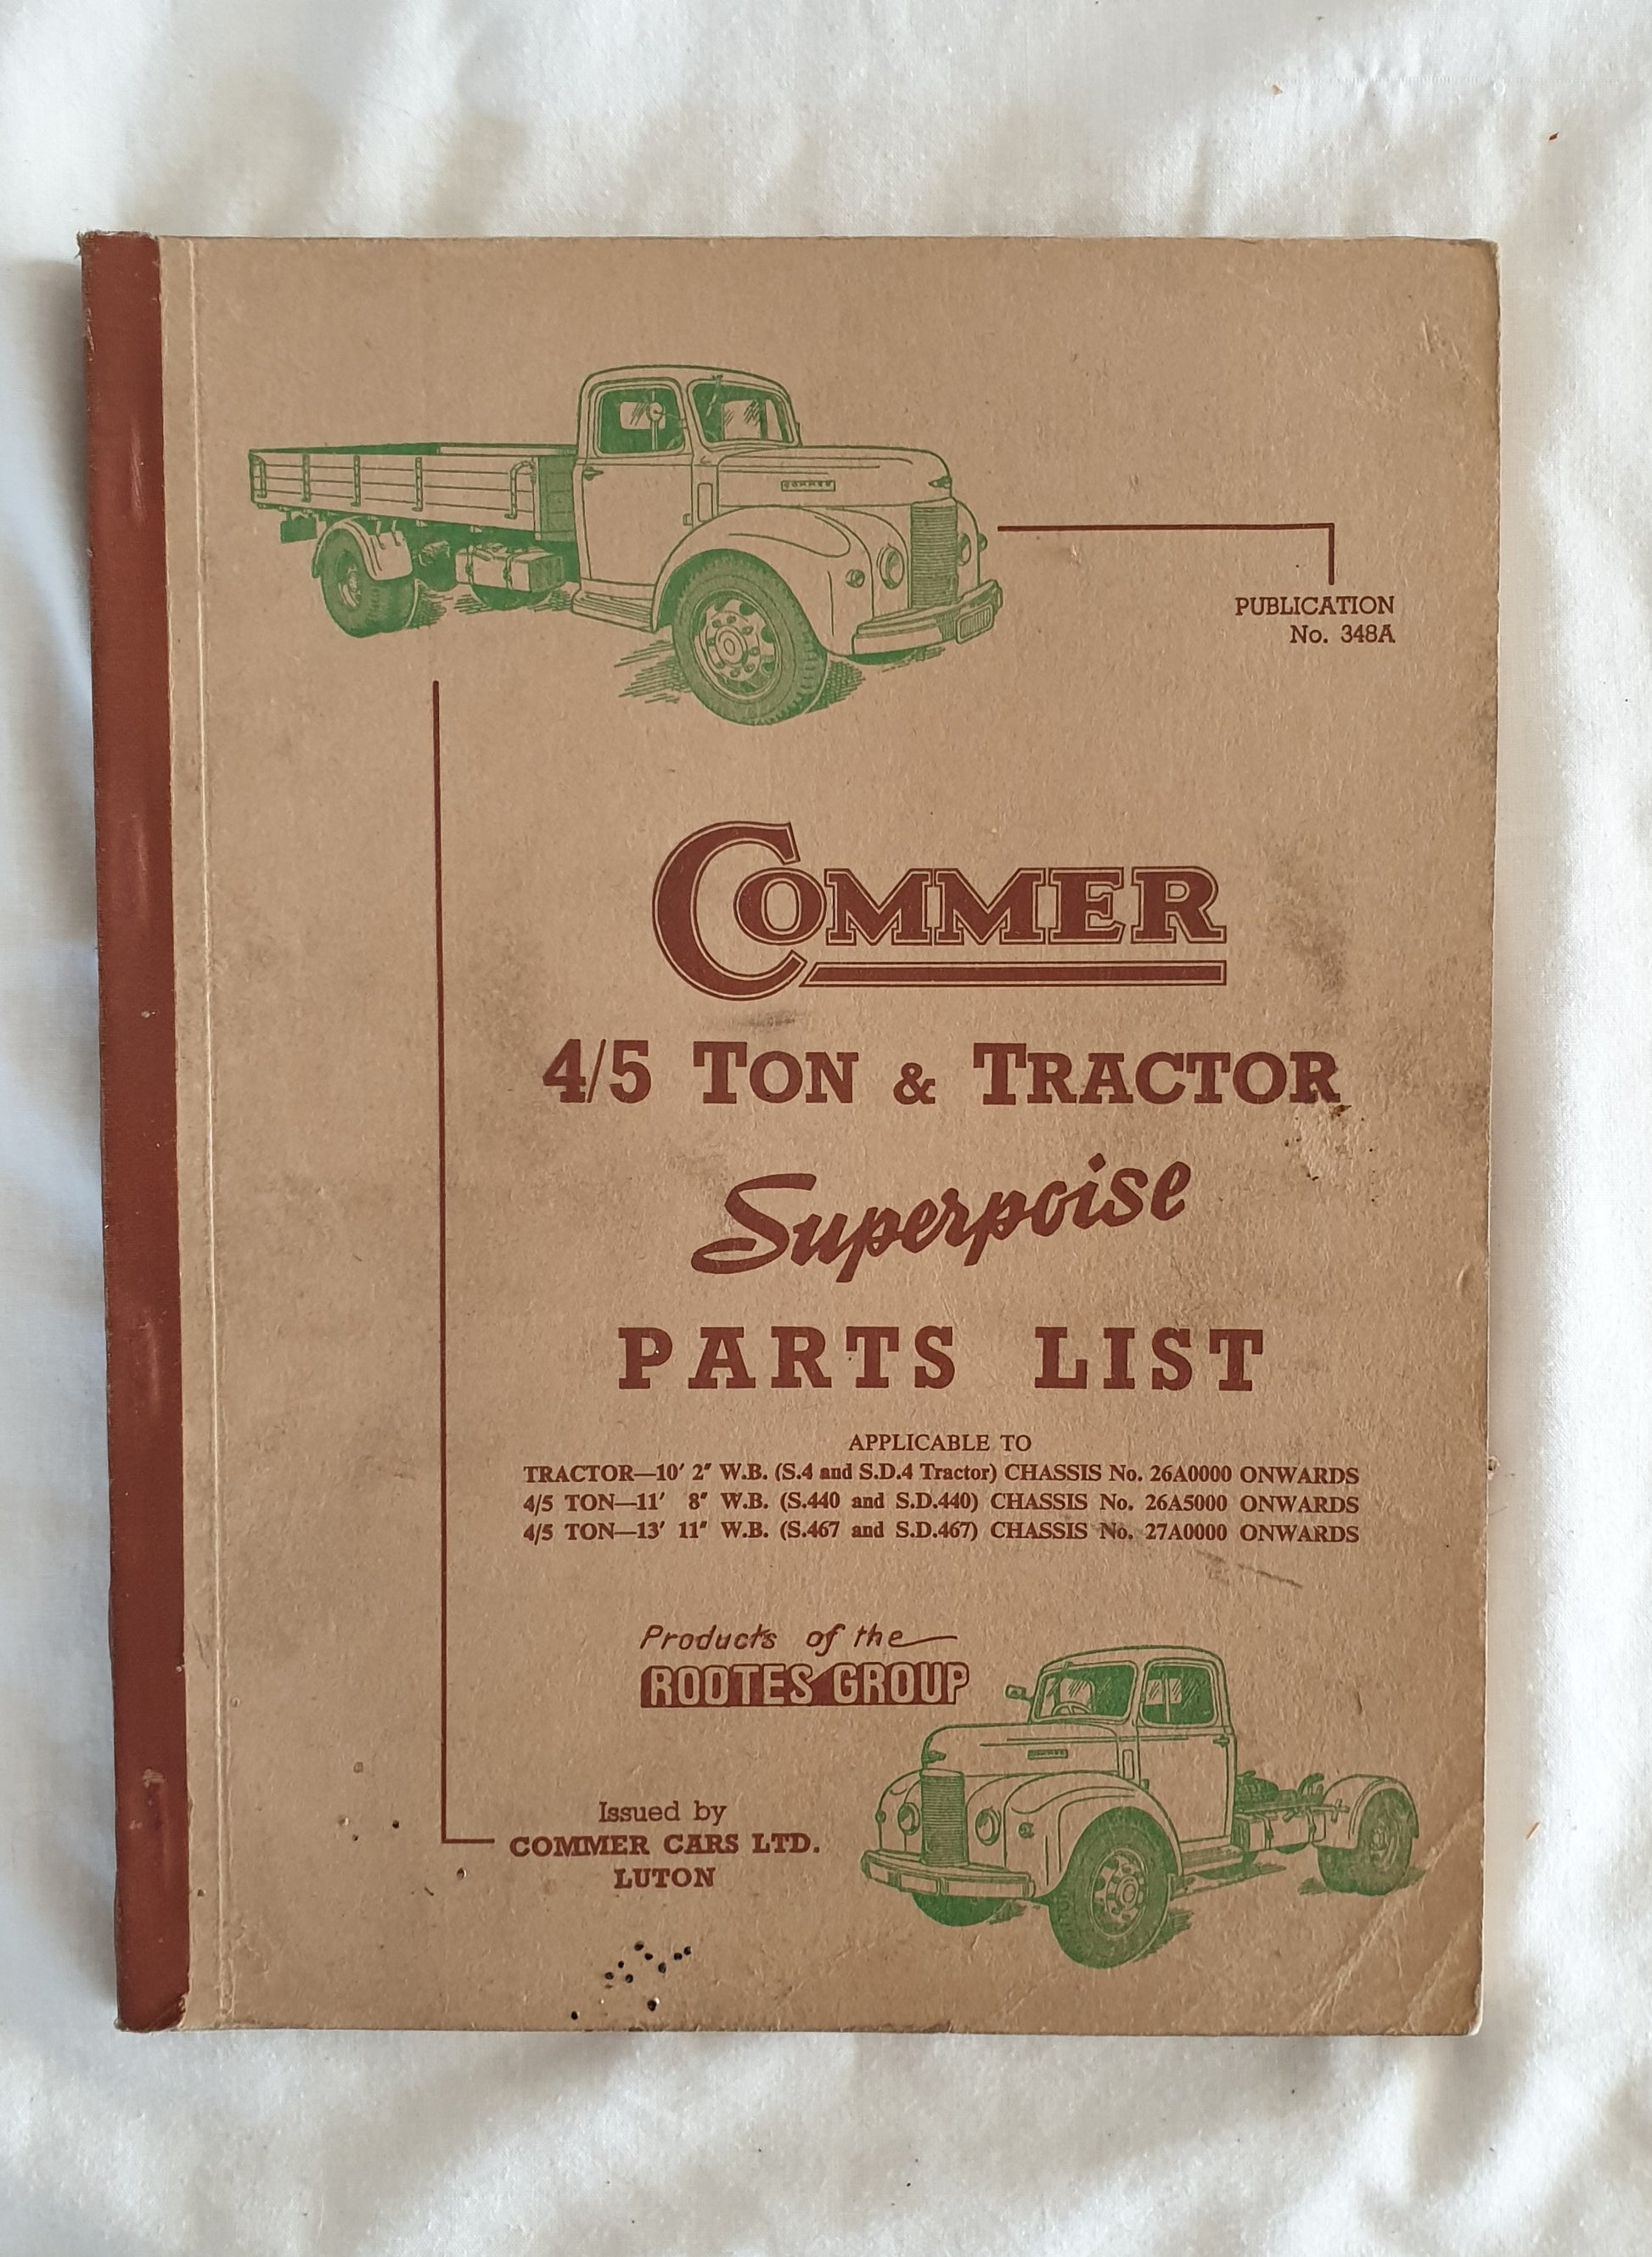 COMMER
PUBLICATION
No. 348A
COMMER
4/5 TON & TRACTOR
Superpoise
PARTS LIST
APPLICABLE TO
TRACTOR—10′ 2″ W.B. (S.4 and S.D.4 Tractor) CHASSIS No. 26A0000 ONWARDS
4/5 TON—11′ 8″ W.B. (S.440 and S.D.440) CHASSIS No. 26A5000 ONWARDS
4/5 TON—13′ 11″ W.B. (S.467 and S.D.467) CHASSIS No. 27A0000 ONWARDS
Products of the
ROOTES GROUP
COMMER
Issued by
COMMER CARS LTD.
LUTON